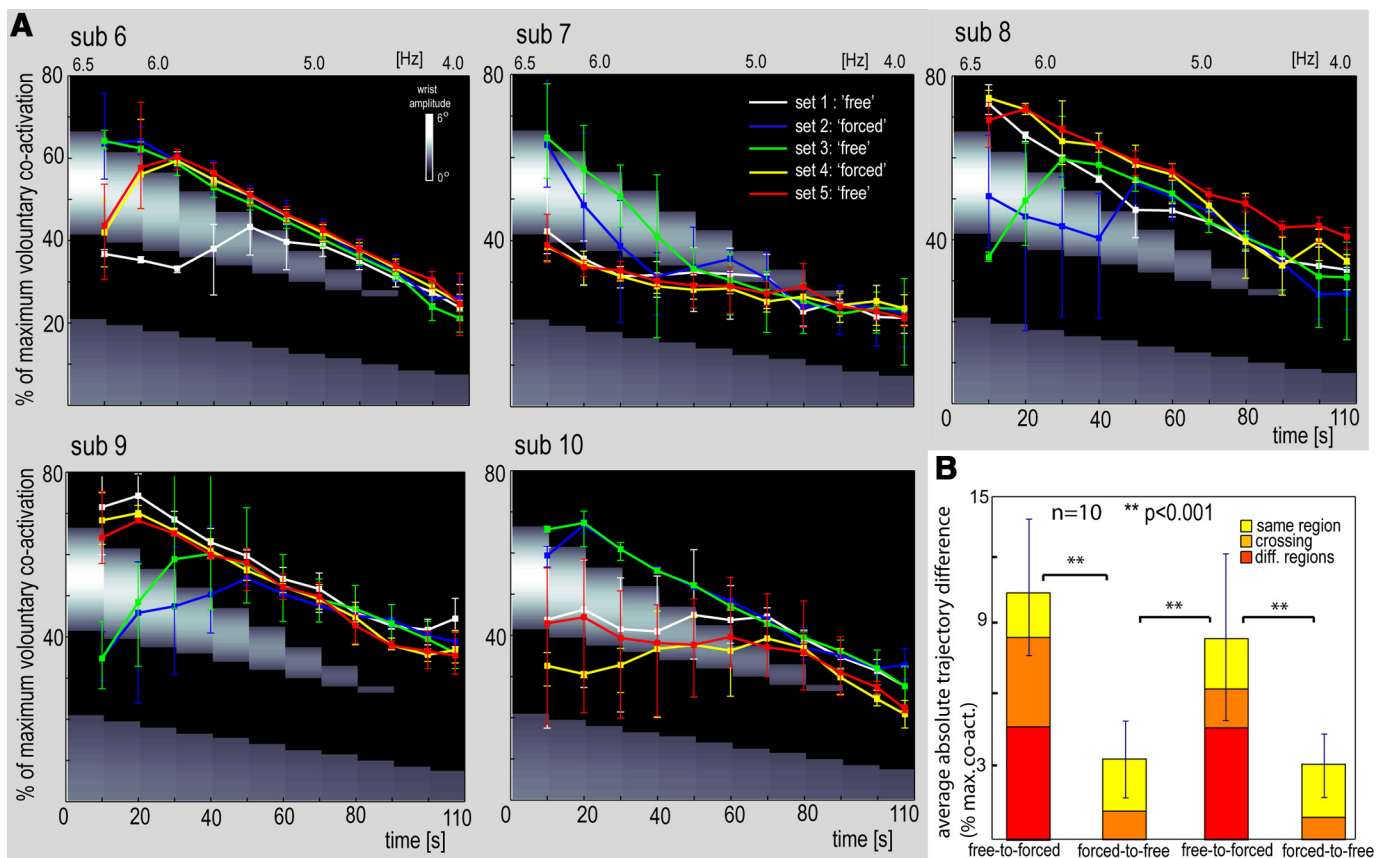 A
sub 6
6.5 6.0 5.0 [Hz] 4.0
% of maximum voluntary co-activation
80
60
40
20
wrist
amplitude
6°
0°
sub 7
6.5 6.0 5.0 [Hz] 4.0
80
40
set 1 : 'free'
set 2: 'forced'
set 3: 'free'
set 4: 'forced'
set 5: 'free'
sub 8
6.5 6.0 5.0 [Hz] 4.0
80
40
0 20 40 60 80 110
time [s]
sub 9
% of maximum voluntary co-activation
80
40
0 20 40 60 80 110
time [s]
sub 10
80
40
0 20 40 60 80 110
time [s]
B
average absolute trajectory difference
(% max.co-act.)
15
9
3
n=10 ** p<0.001
same region
crossing
diff. regions
**
**
**
free-to-forced forced-to-free free-to-forced forced-to-free